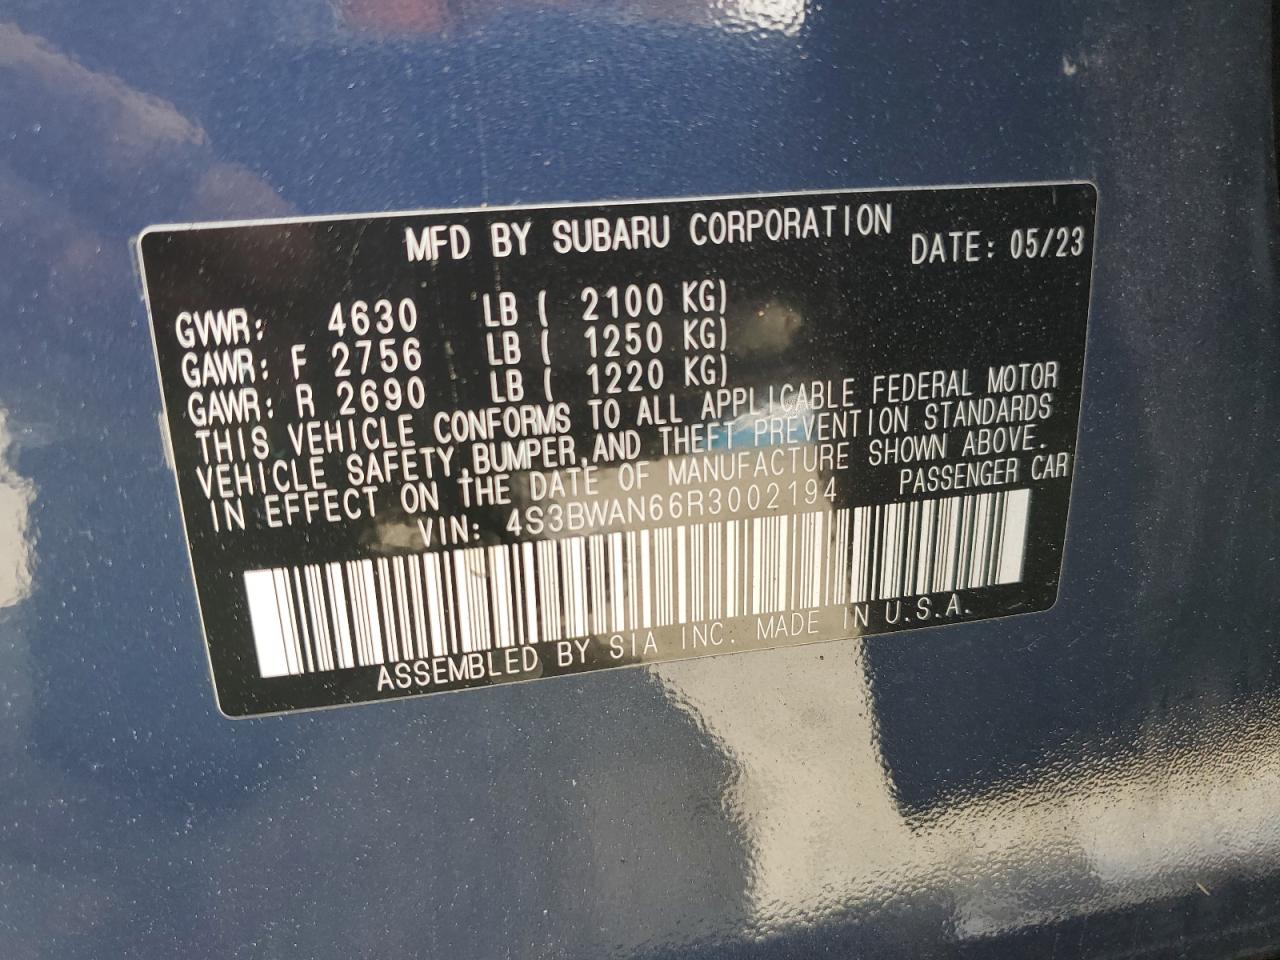 MFD BY SUBARU CORPORATION DATE: 05/23
GVWR: 4630 LB ( 2100 KG)
GAWR: F 2756 LB ( 1250 KG)
GAWR: R 2690 LB ( 1220 KG)
THIS VEHICLE CONFORMS TO ALL APPLICABLE FEDERAL MOTOR
VEHICLE SAFETY,BUMPER,AND THEFT PREVENTION STANDARDS
IN EFFECT ON THE DATE OF MANUFACTURE SHOWN ABOVE.
VIN: 4S3BWAN66R3002194 PASSENGER CAR
ASSEMBLED BY SIA INC. MADE IN U.S.A.